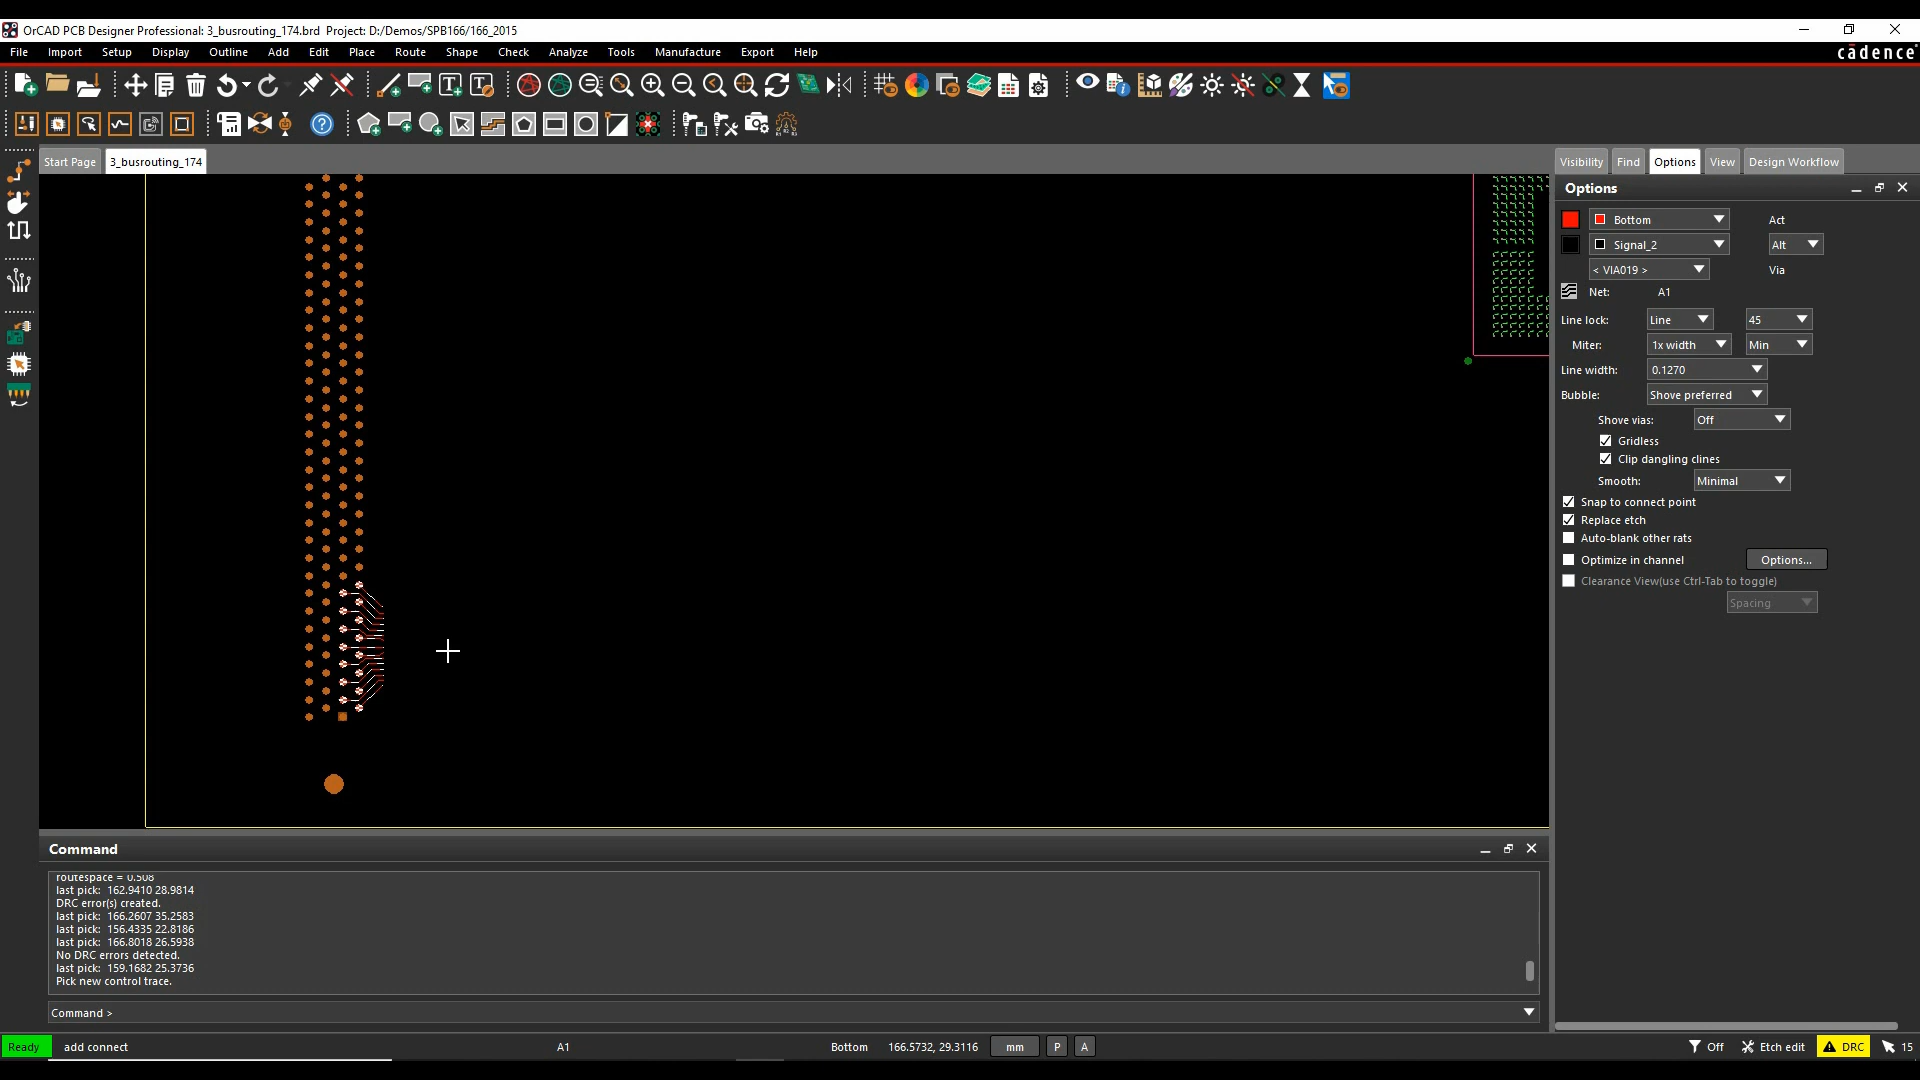 OrCAD PCB Designer Professional: 3_busrouting_174.brd  Project: D:/Demos/SPB166/166_2015
File Import Setup Display Outline Add Edit Place Route Shape Check Analyze Tools Manufacture Export Help
cādence
Start Page 3_busrouting_174
Visibility Find Options View Design Workflow
Options
Bottom Act
Signal_2 Alt
< VIA019 > Via
Net: A1
Line lock: Line 45
Miter: 1x width Min
Line width: 0.1270
Bubble: Shove preferred
Shove vias: Off
Gridless
Clip dangling clines
Smooth: Minimal
Snap to connect point
Replace etch
Auto-blank other rats
Optimize in channel Options...
Clearance View(use Ctrl-Tab to toggle)
Spacing
Command
routespace = 0.508
last pick:  162.9410 28.9814
DRC error(s) created.
last pick:  166.2607 35.2583
last pick:  156.4335 22.8186
last pick:  166.8018 26.5938
No DRC errors detected.
last pick:  159.1682 25.3736
Pick new control trace.
Command >
Ready add connect A1 Bottom 166.5732, 29.3116 mm P A Off Etch edit DRC 15